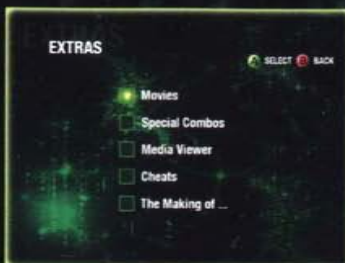 EXTRAS
A SELECT B BACK
Movies
Special Combos
Media Viewer
Cheats
The Making of ...